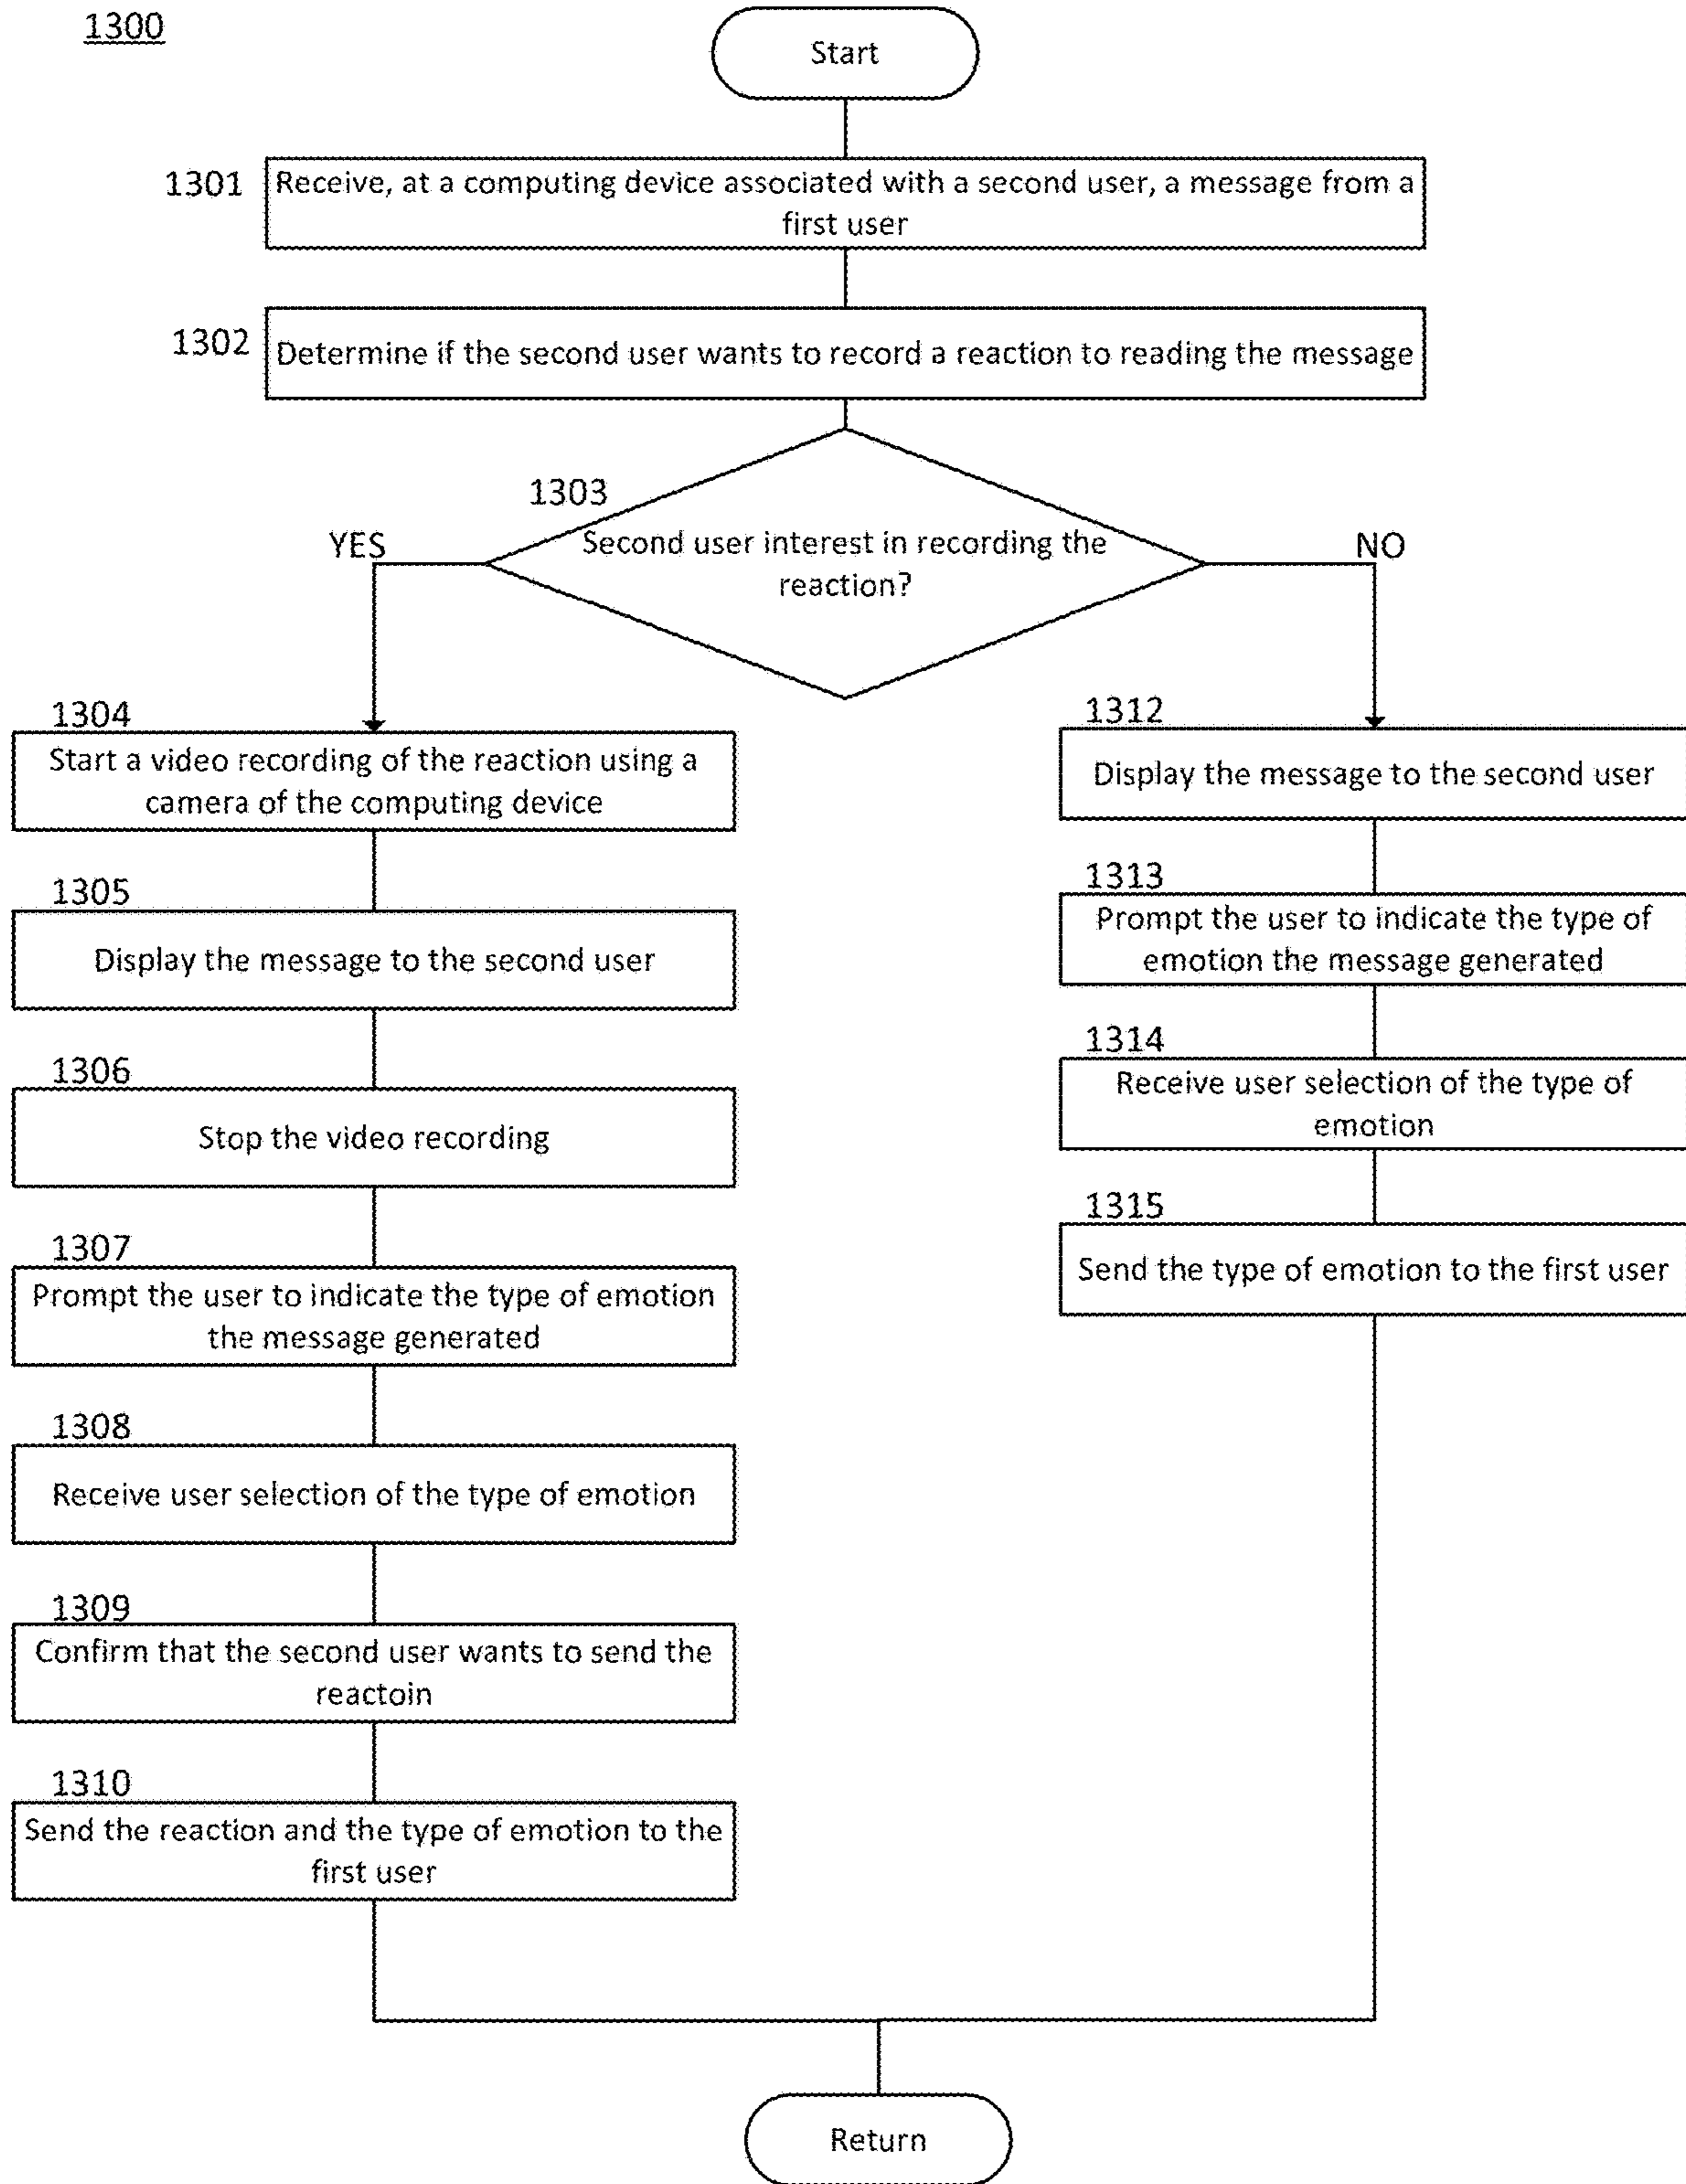 1300
Start
1301
Receive, at a computing device associated with a second user, a message from a
first user
1302
Determine if the second user wants to record a reaction to reading the message
1303
Second user interest in recording the
reaction?
YES
NO
1304
Start a video recording of the reaction using a
camera of the computing device
1305
Display the message to the second user
1306
Stop the video recording
1307
Prompt the user to indicate the type of emotion
the message generated
1308
Receive user selection of the type of emotion
1309
Confirm that the second user wants to send the
reactoin
1310
Send the reaction and the type of emotion to the
first user
1312
Display the message to the second user
1313
Prompt the user to indicate the type of
emotion the message generated
1314
Receive user selection of the type of
emotion
1315
Send the type of emotion to the first user
Return